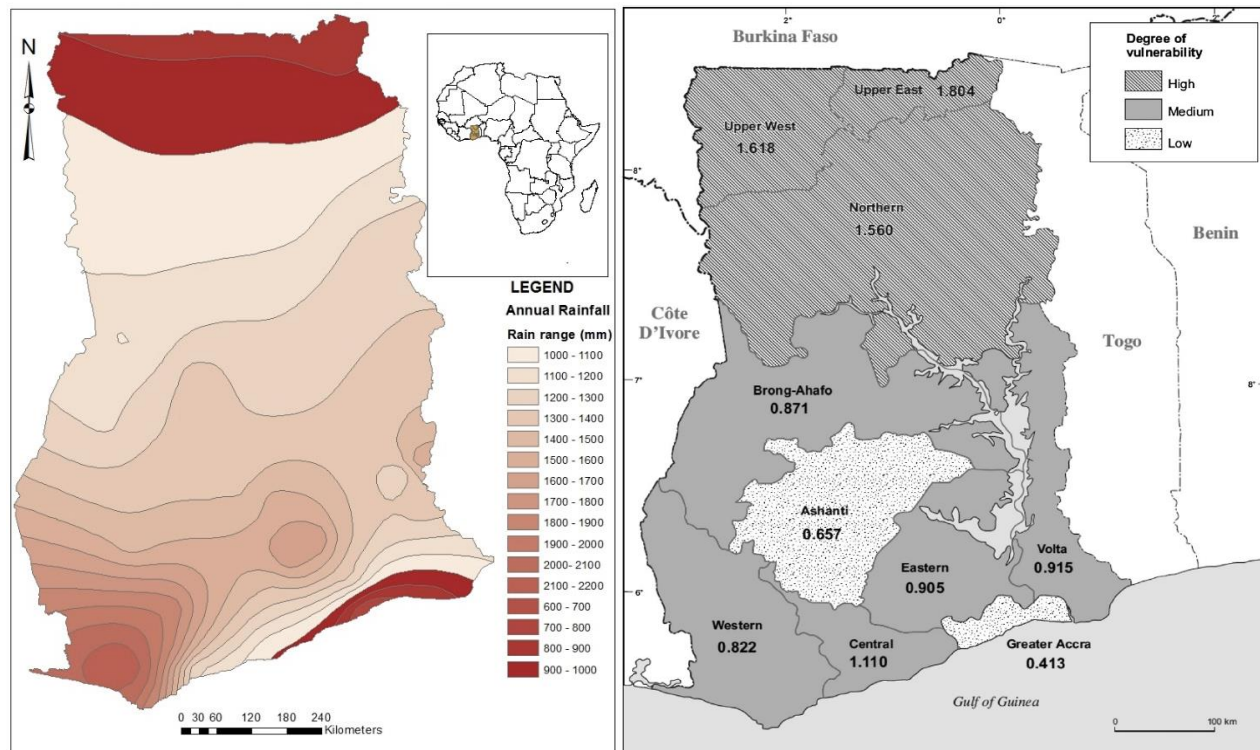 N
LEGEND
Annual Rainfall
Rain range (mm)
1000 - 1100
1100 - 1200
1200 - 1300
1300 - 1400
1400 - 1500
1500 - 1600
1600 - 1700
1700 - 1800
1800 - 1900
1900 - 2000
2000 - 2100
2100 - 2200
600 - 700
700 - 800
800 - 900
900 - 1000
0 30 60 120 180 240
Kilometers
2°
0°
2°
Burkina Faso
Degree of
vulnerability
High
Medium
Low
Upper East 1.804
Upper West
1.618
8°
Northern
1.560
Benin
Côte
D'Ivore
Togo
7°
8°
Brong-Ahafo
0.871
Ashanti
0.657
Eastern
0.905
Volta
0.915
6°
Western
0.822
Central
1.110
Greater Accra
0.413
Gulf of Guinea
0
100 km